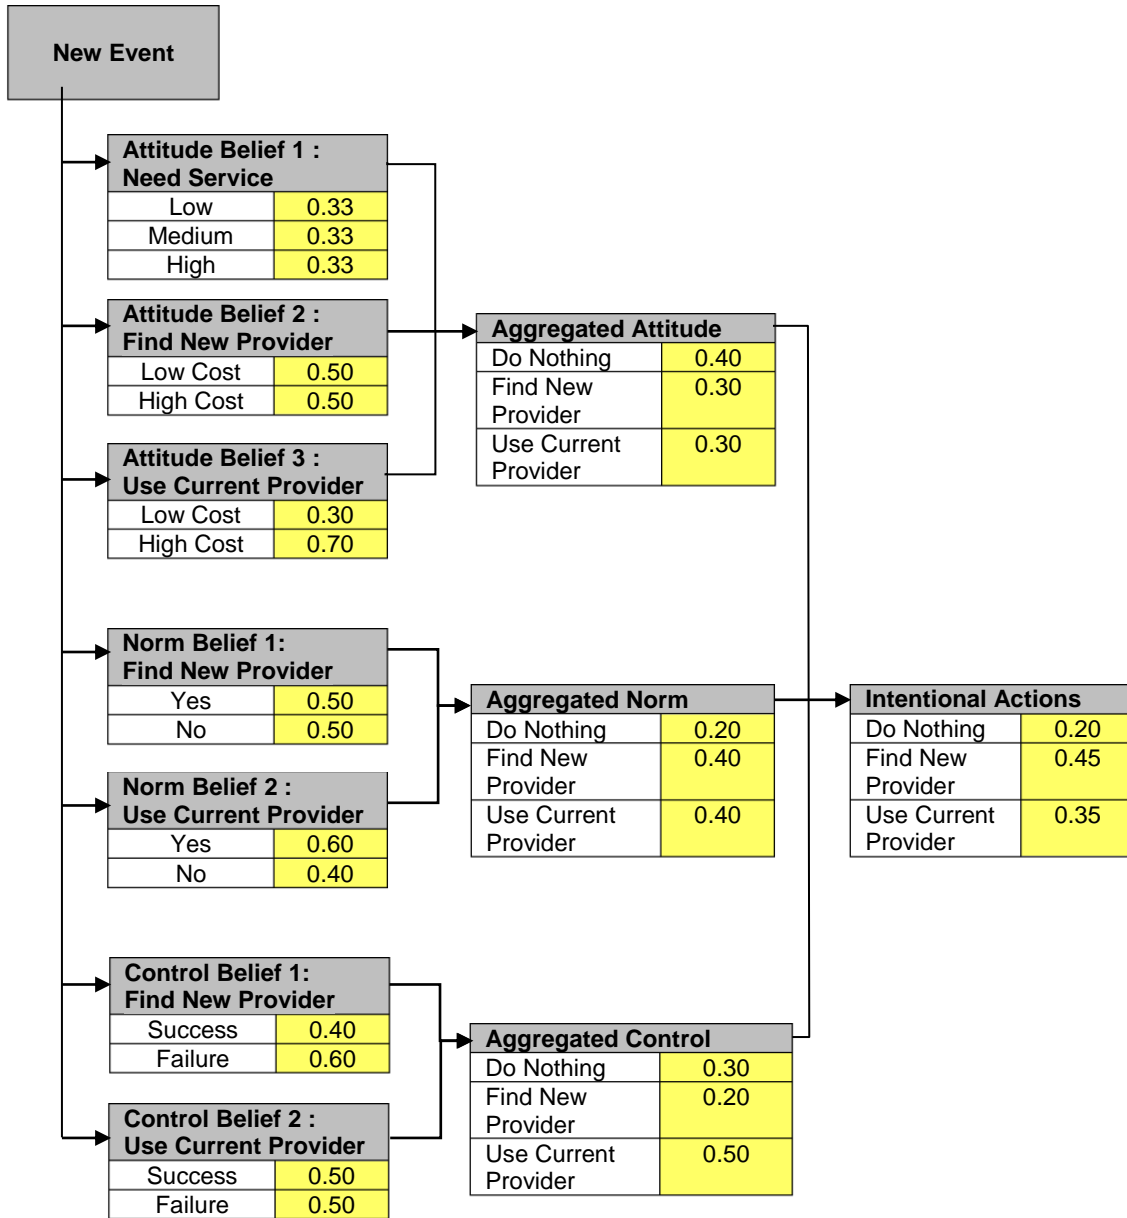 New Event
Attitude Belief 1 :
Need Service
Low 0.33
Medium 0.33
High 0.33
Attitude Belief 2 :
Find New Provider
Low Cost 0.50
High Cost 0.50
Attitude Belief 3 :
Use Current Provider
Low Cost 0.30
High Cost 0.70
Aggregated Attitude
Do Nothing 0.40
Find New 0.30
Provider
Use Current 0.30
Provider
Norm Belief 1:
Find New Provider
Yes 0.50
No 0.50
Norm Belief 2 :
Use Current Provider
Yes 0.60
No 0.40
Aggregated Norm
Do Nothing 0.20
Find New 0.40
Provider
Use Current 0.40
Provider
Intentional Actions
Do Nothing 0.20
Find New 0.45
Provider
Use Current 0.35
Provider
Control Belief 1:
Find New Provider
Success 0.40
Failure 0.60
Control Belief 2 :
Use Current Provider
Success 0.50
Failure 0.50
Aggregated Control
Do Nothing 0.30
Find New 0.20
Provider
Use Current 0.50
Provider